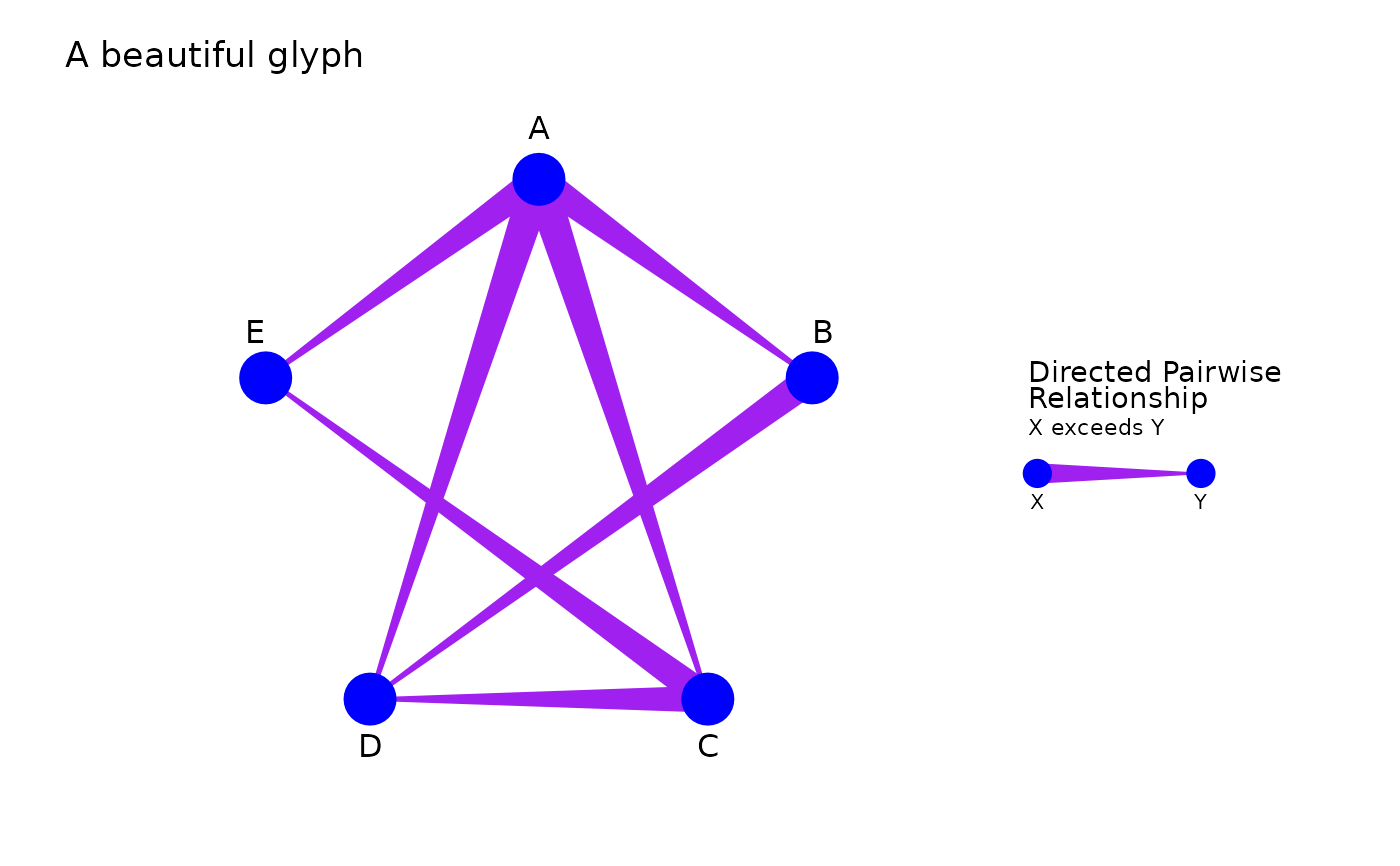 A beautiful glyph
A
E
B
D
C
Directed Pairwise
Relationship
X exceeds Y
X
Y